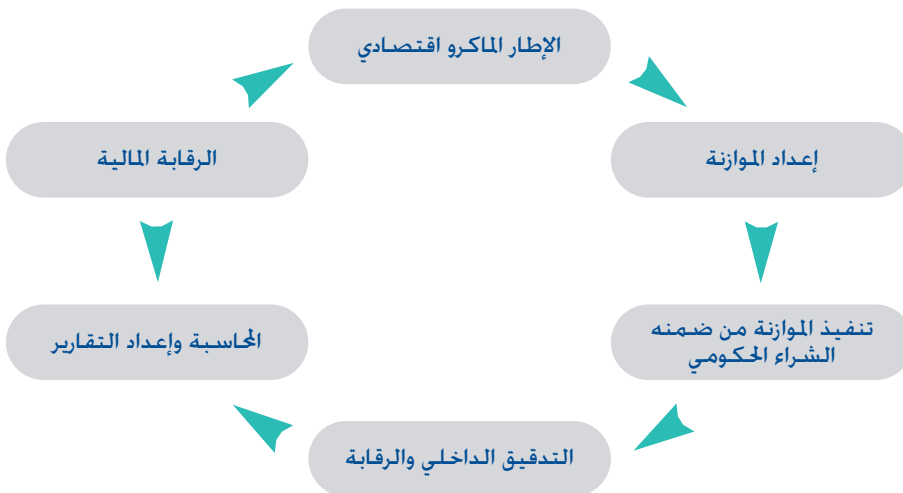 الإطار الماكرو اقتصادي
إعداد الموازنة
تنفيذ الموازنة من ضمنه
الشراء الحكومي
التدقيق الداخلي والرقابة
المحاسبة وإعداد التقارير
الرقابة المالية